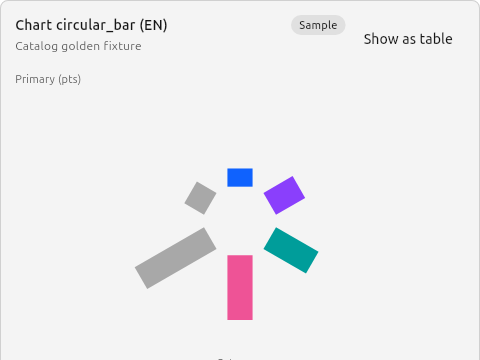 Chart circular_bar (EN)
Sample
Show as table
Catalog golden fixture
Primary (pts)